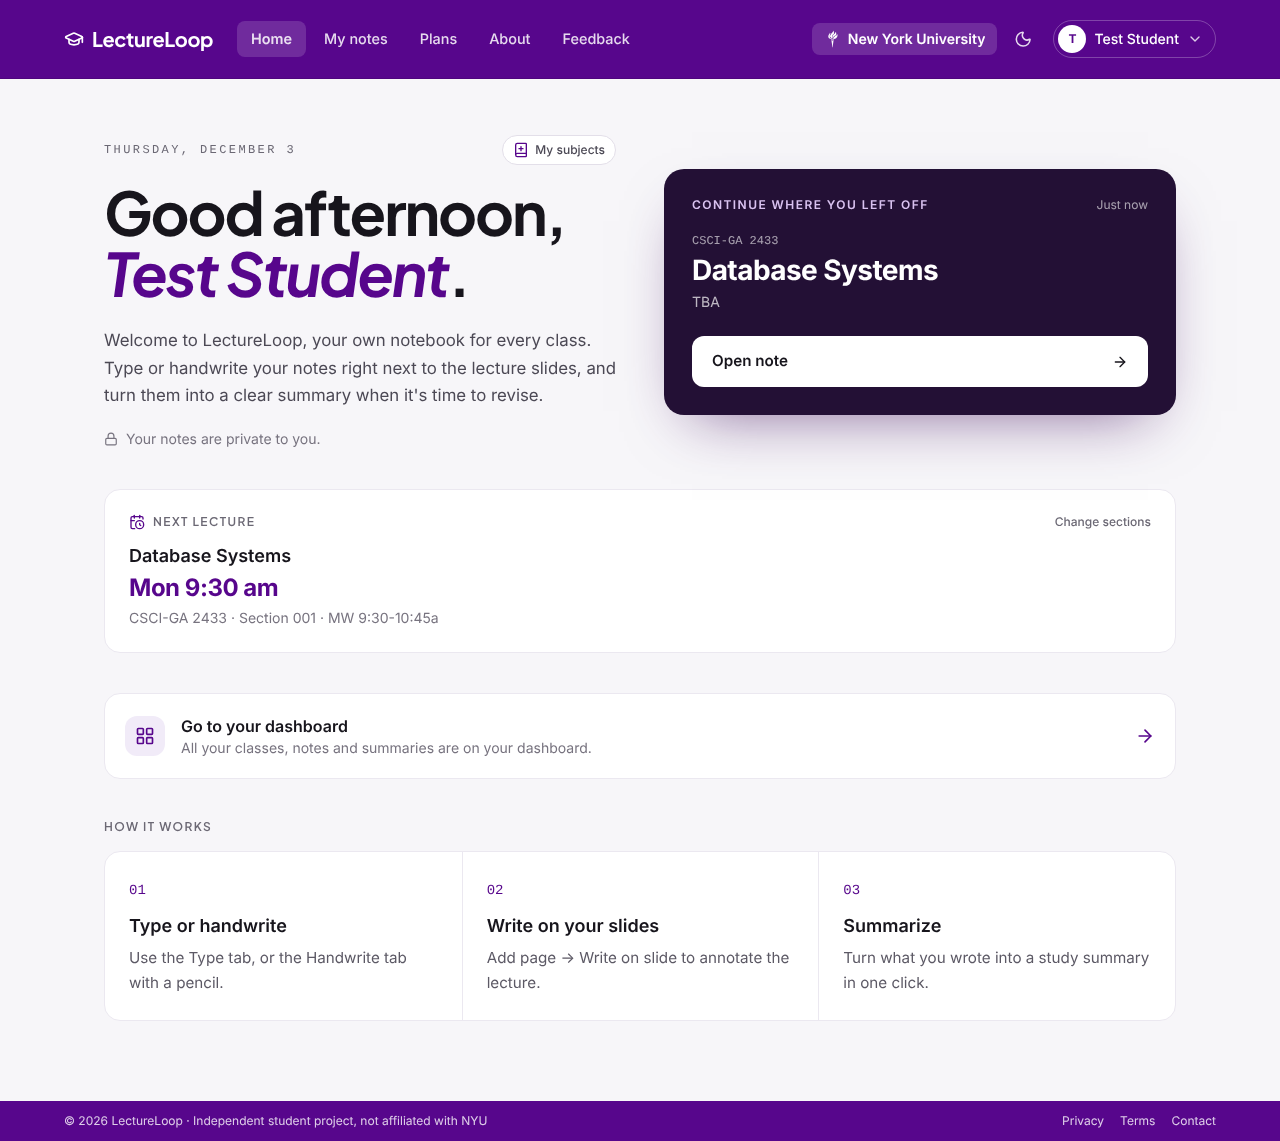 LectureLoop
Home
My notes
Plans
About
Feedback
New York University
T
Test Student
THURSDAY, DECEMBER 3
My subjects
Good afternoon,
Test Student.
Welcome to LectureLoop, your own notebook for every class.
Type or handwrite your notes right next to the lecture slides, and
turn them into a clear summary when it's time to revise.
Your notes are private to you.
CONTINUE WHERE YOU LEFT OFF
Just now
CSCI-GA 2433
Database Systems
TBA
Open note
NEXT LECTURE
Change sections
Database Systems
Mon 9:30 am
CSCI-GA 2433 · Section 001 · MW 9:30-10:45a
Go to your dashboard
All your classes, notes and summaries are on your dashboard.
HOW IT WORKS
01
Type or handwrite
Use the Type tab, or the Handwrite tab
with a pencil.
02
Write on your slides
Add page → Write on slide to annotate the
lecture.
03
Summarize
Turn what you wrote into a study summary
in one click.
© 2026 LectureLoop · Independent student project, not affiliated with NYU
Privacy
Terms
Contact